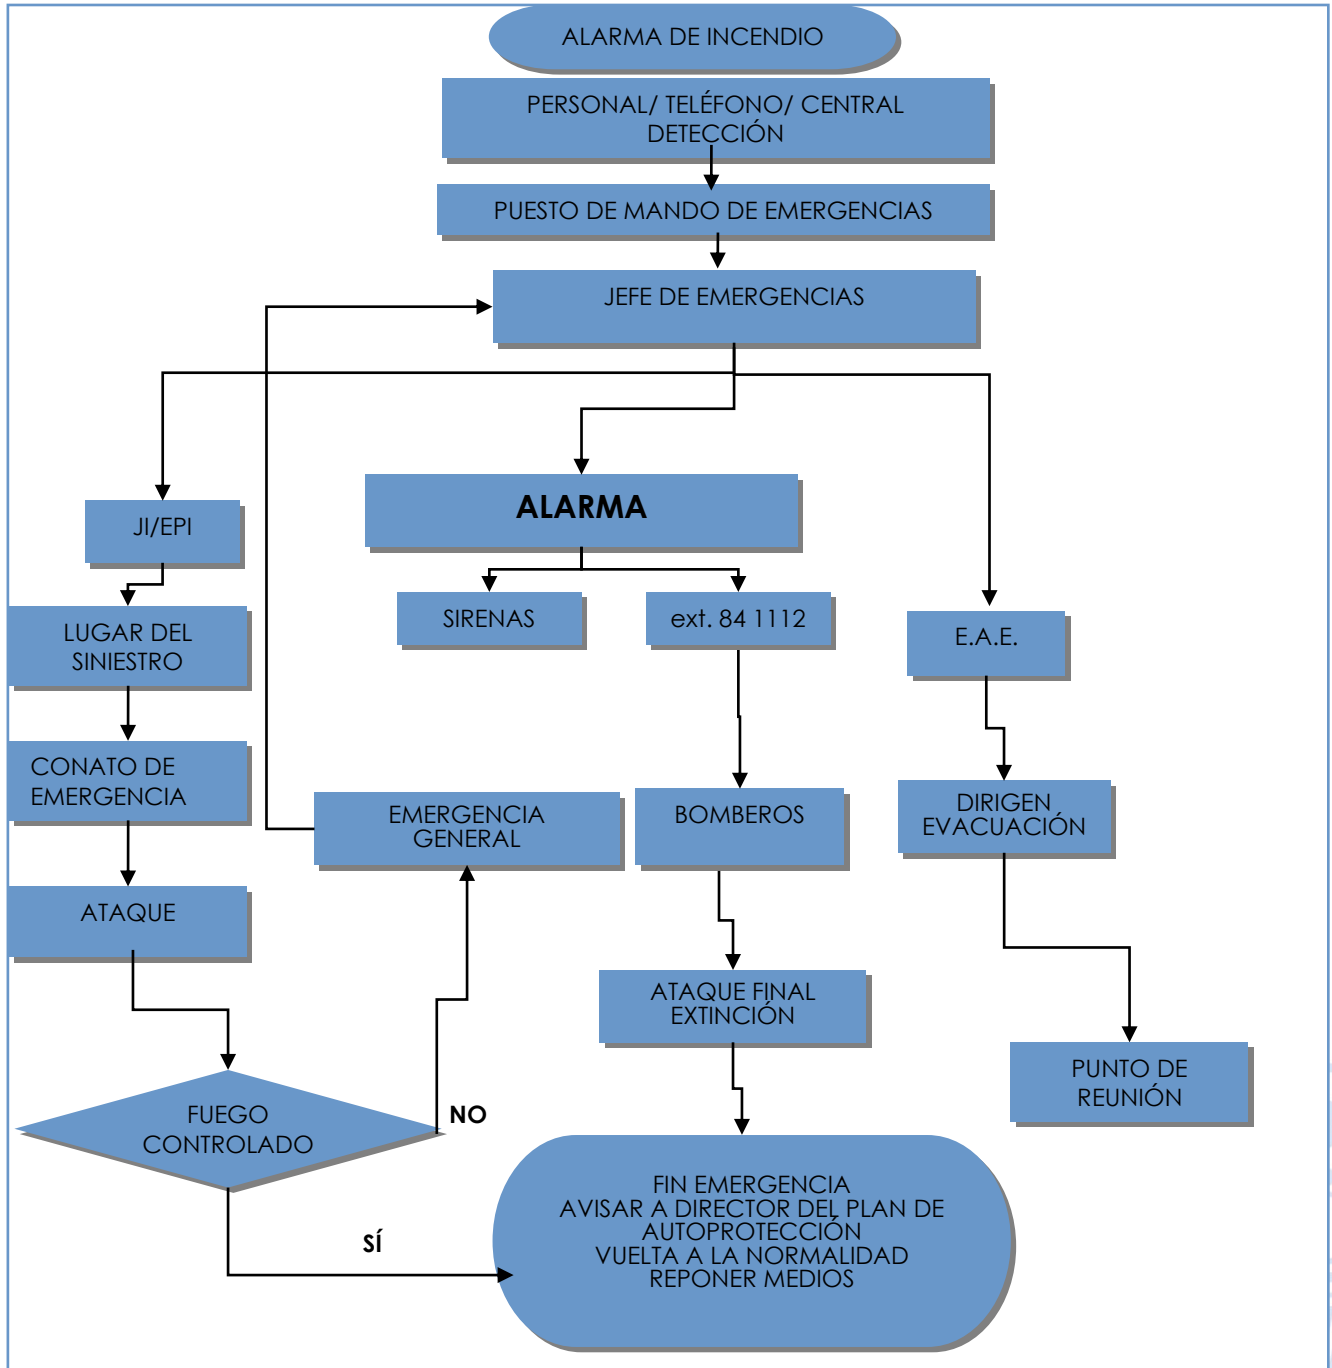 ALARMA DE INCENDIO
PERSONAL/ TELÉFONO/ CENTRAL
DETECCIÓN
PUESTO DE MANDO DE EMERGENCIAS
JEFE DE EMERGENCIAS
ALARMA
JI/EPI
SIRENAS
ext. 84 1112
E.A.E.
LUGAR DEL
SINIESTRO
CONATO DE
EMERGENCIA
EMERGENCIA
GENERAL
BOMBEROS
DIRIGEN
EVACUACIÓN
ATAQUE
ATAQUE FINAL
EXTINCIÓN
PUNTO DE
REUNIÓN
FUEGO
CONTROLADO
NO
SÍ
FIN EMERGENCIA
AVISAR A DIRECTOR DEL PLAN DE
AUTOPROTECCIÓN
VUELTA A LA NORMALIDAD
REPONER MEDIOS